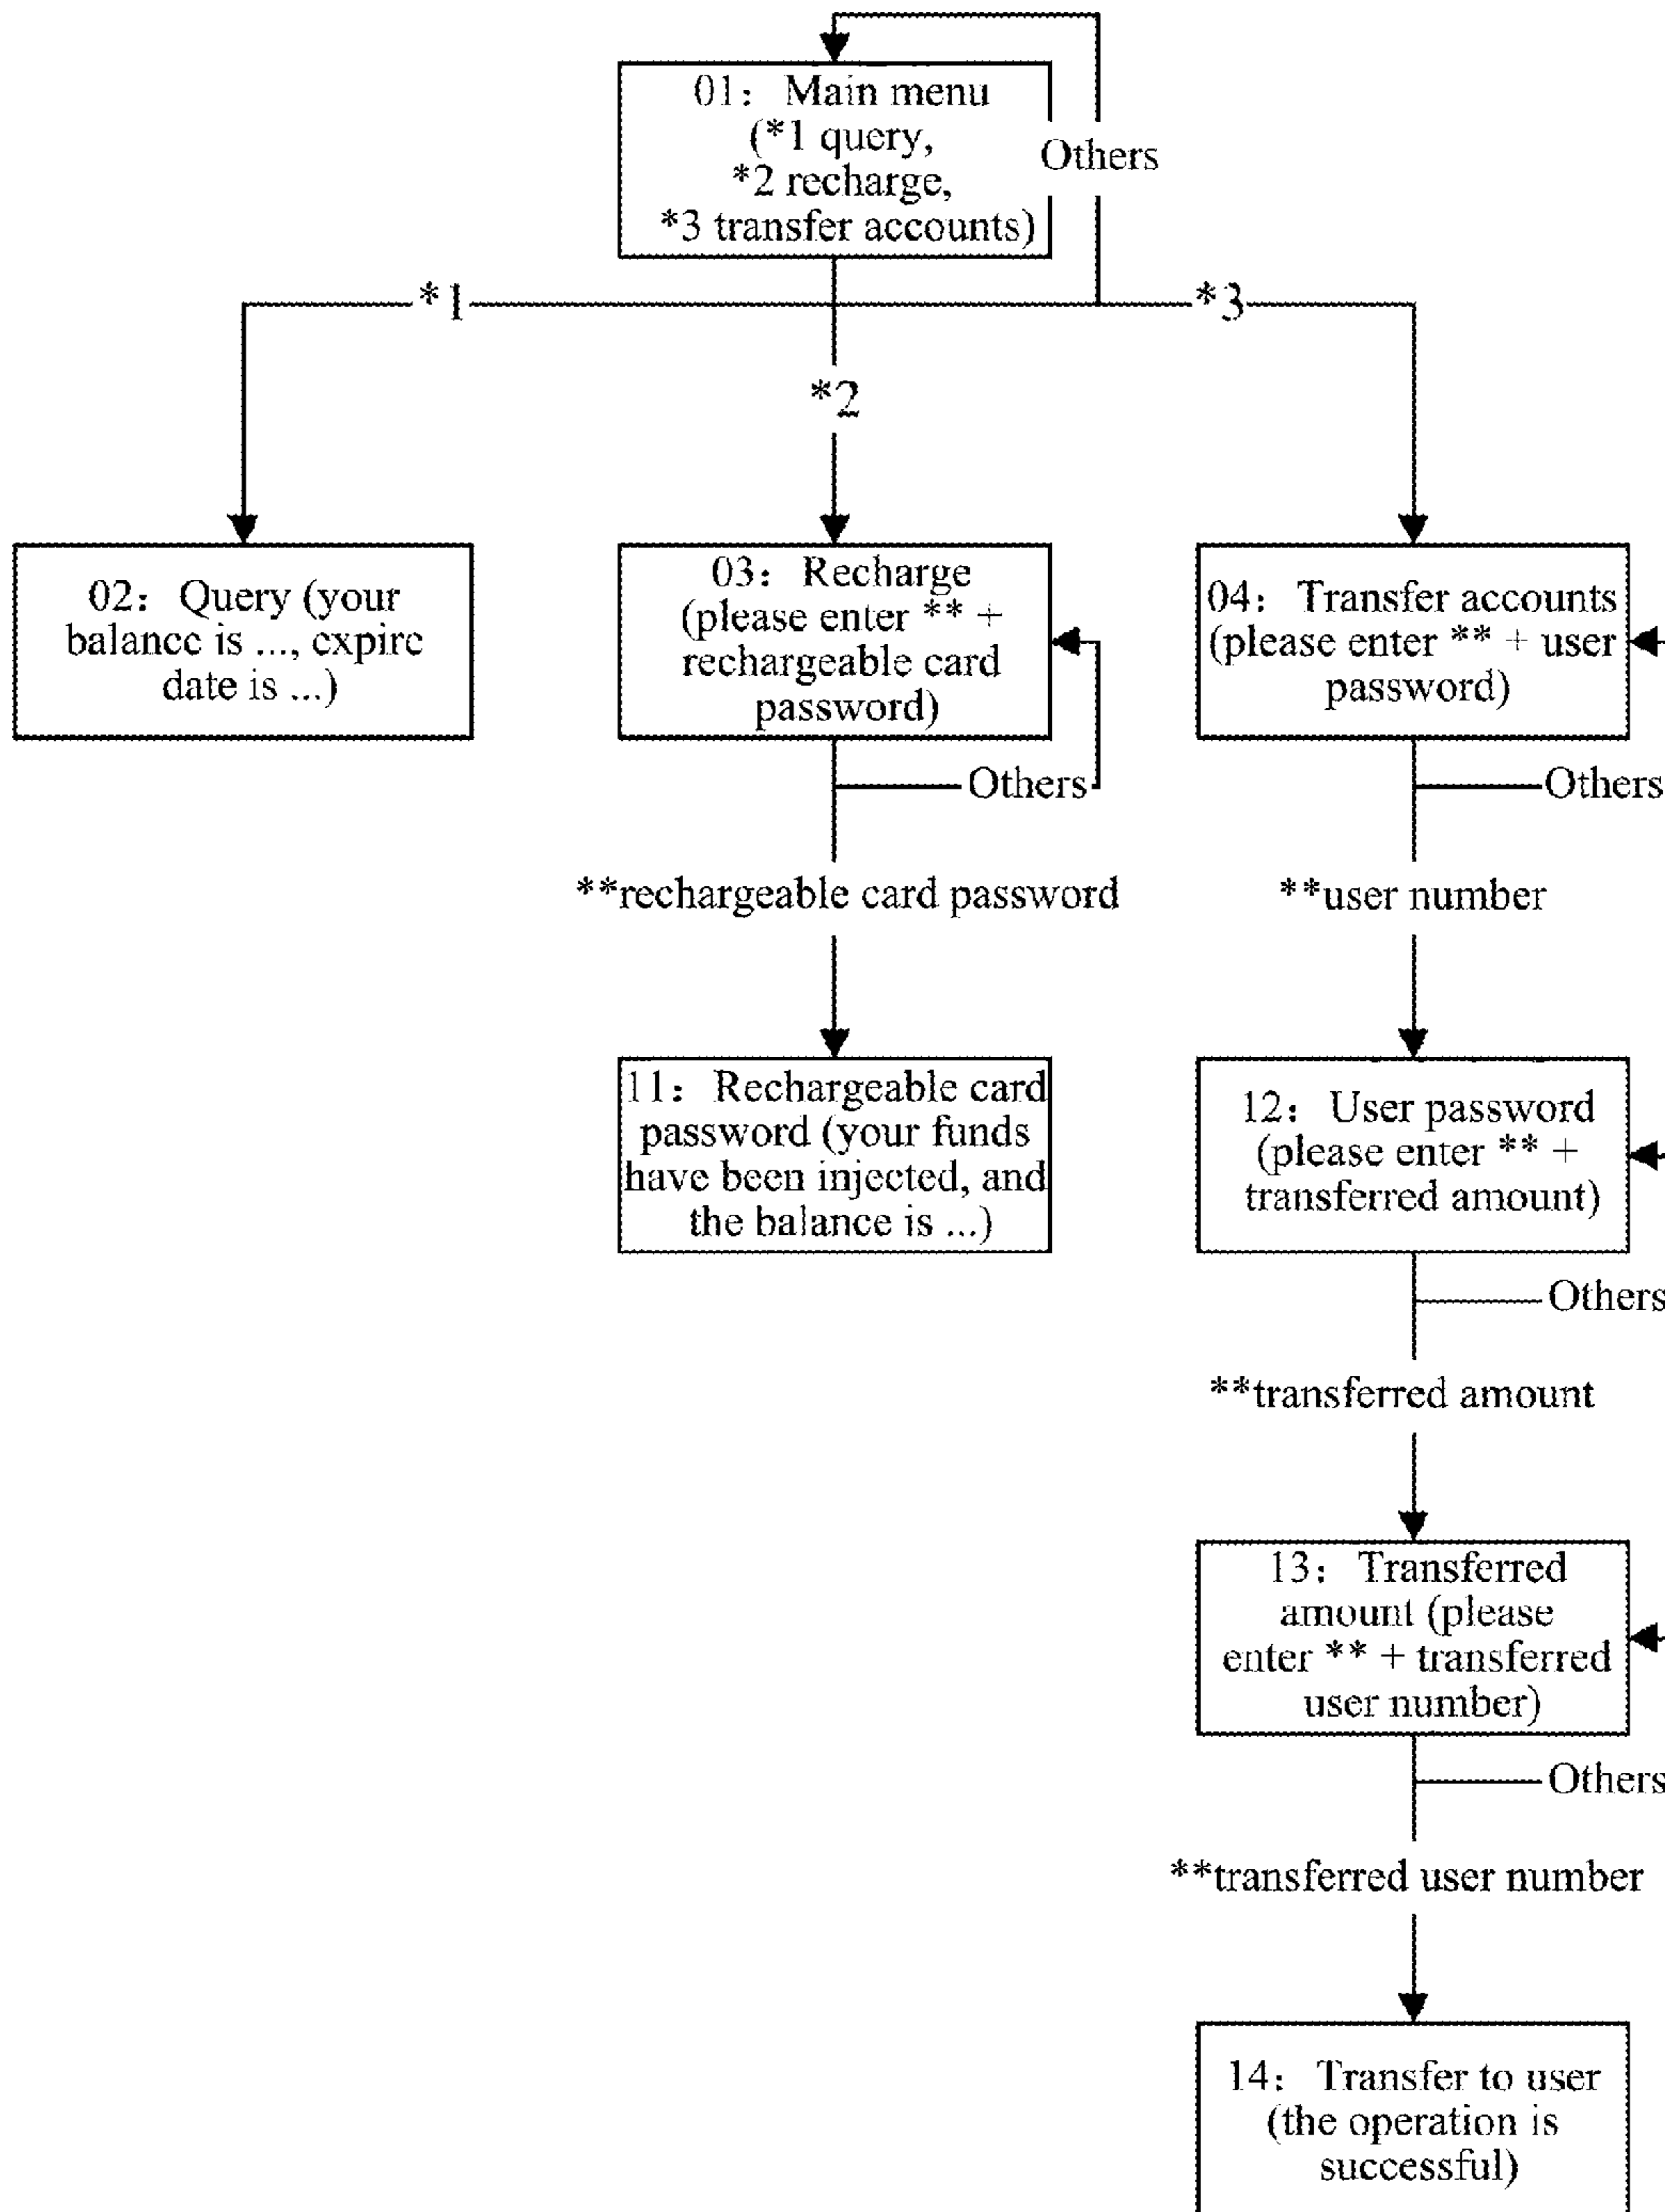 01: Main menu
(*1 query,
*2 recharge,
*3 transfer accounts)
Others
*1
*3
*2
02: Query (your
balance is ..., expire
date is ...)
03: Recharge
(please enter ** +
rechargeable card
password)
04: Transfer accounts
(please enter ** + user
password)
Others
Others
**rechargeable card password
**user number
11: Rechargeable card
password (your funds
have been injected, and
the balance is ...)
12: User password
(please enter ** +
transferred amount)
Others
**transferred amount
13: Transferred
amount (please
enter ** + transferred
user number)
Others
**transferred user number
14: Transfer to user
(the operation is
successful)